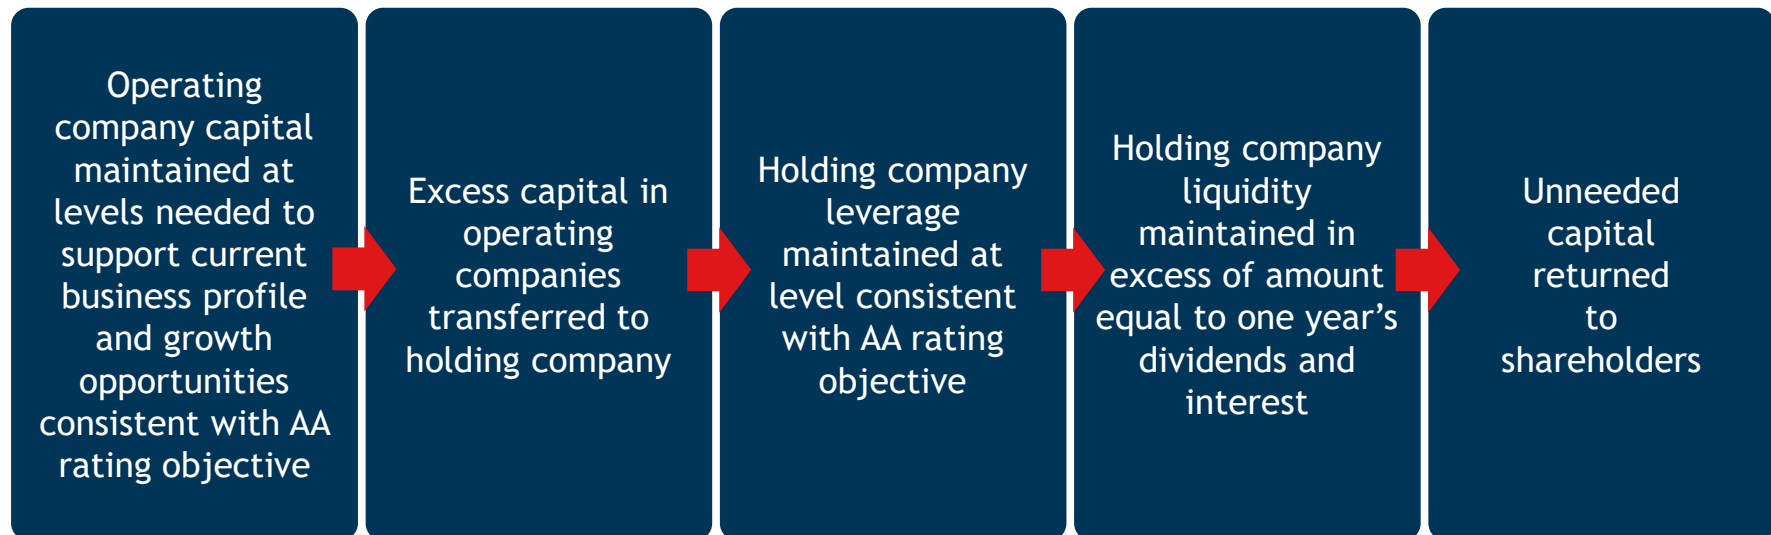 Operating
company capital
maintained at
levels needed to
support current
business profile
and growth
opportunities
consistent with AA
rating objective
Excess capital in
operating
companies
transferred to
holding company
Holding company
leverage
maintained at
level consistent
with AA rating
objective
Holding company
liquidity
maintained in
excess of amount
equal to one year’s
dividends and
interest
Unneeded
capital
returned
to
shareholders